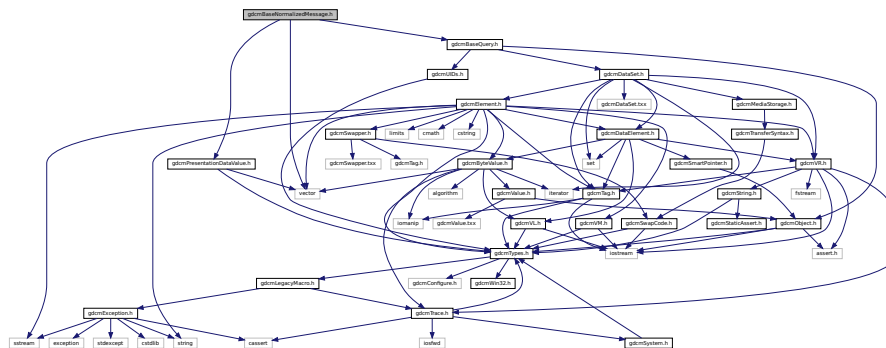 gdcmBaseNormalizedMessage.h
gdcmBaseQuery.h
gdcmUIDs.h
gdcmDataSet.h
gdcmElement.h
gdcmDataSet.txx
gdcmMediaStorage.h
gdcmSwapper.h
limits
cmath
cstring
gdcmDataElement.h
gdcmTransferSyntax.h
gdcmPresentationDataValue.h
gdcmSwapper.txx
gdcmTag.h
gdcmByteValue.h
set
gdcmSmartPointer.h
gdcmVR.h
vector
algorithm
gdcmValue.h
iterator
gdcmTag.h
gdcmString.h
fstream
iomanip
gdcmValue.txx
gdcmVL.h
gdcmVM.h
gdcmSwapCode.h
gdcmStaticAssert.h
gdcmObject.h
gdcmTypes.h
iostream
assert.h
gdcmLegacyMacro.h
gdcmConfigure.h
gdcmWin32.h
gdcmException.h
gdcmTrace.h
sstream
exception
stdexcept
cstdlib
string
cassert
iosfwd
gdcmSystem.h